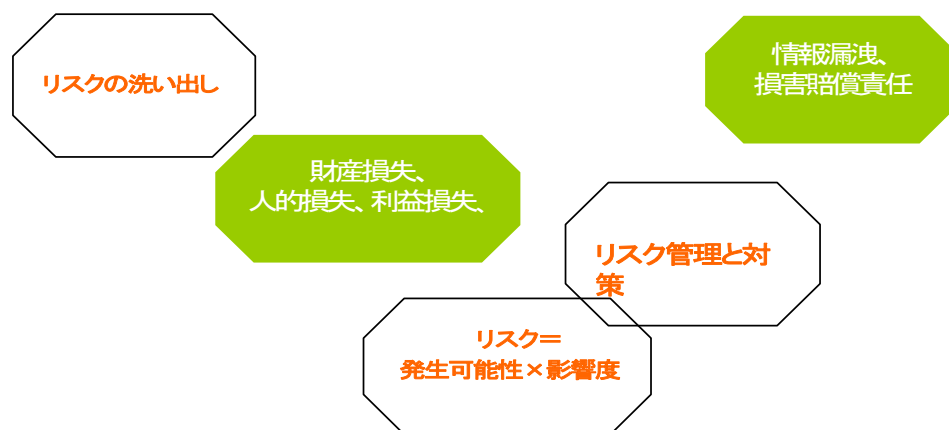 リスクの洗い出し
情報漏洩、
損害賠償責任
財産損失、
人的損失、利益損失、
リスク管理と対
策
リスク＝
発生可能性×影響度